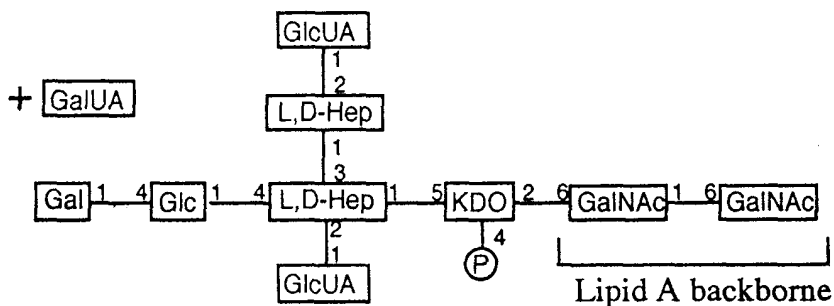 GlcUA
1
2
+ GalUA
L,D-Hep
1
3
Gal 1 4 Glc 1 4 L,D-Hep 1 5 KDO 2 6 GalNAc 1 6 GalNAc
2 4
1 P
GlcUA
Lipid A backborne